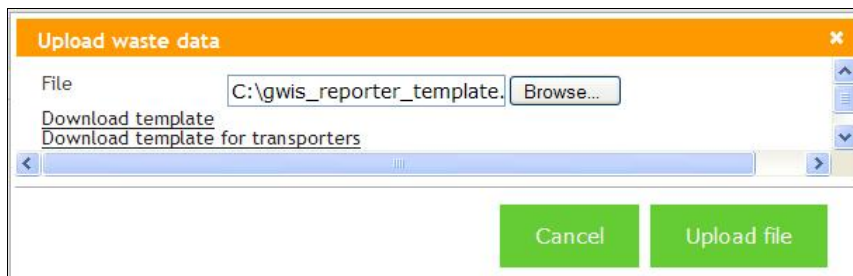 Upload waste data
File C:\gwis_reporter_template. Browse...
Download template
Download template for transporters
Cancel Upload file